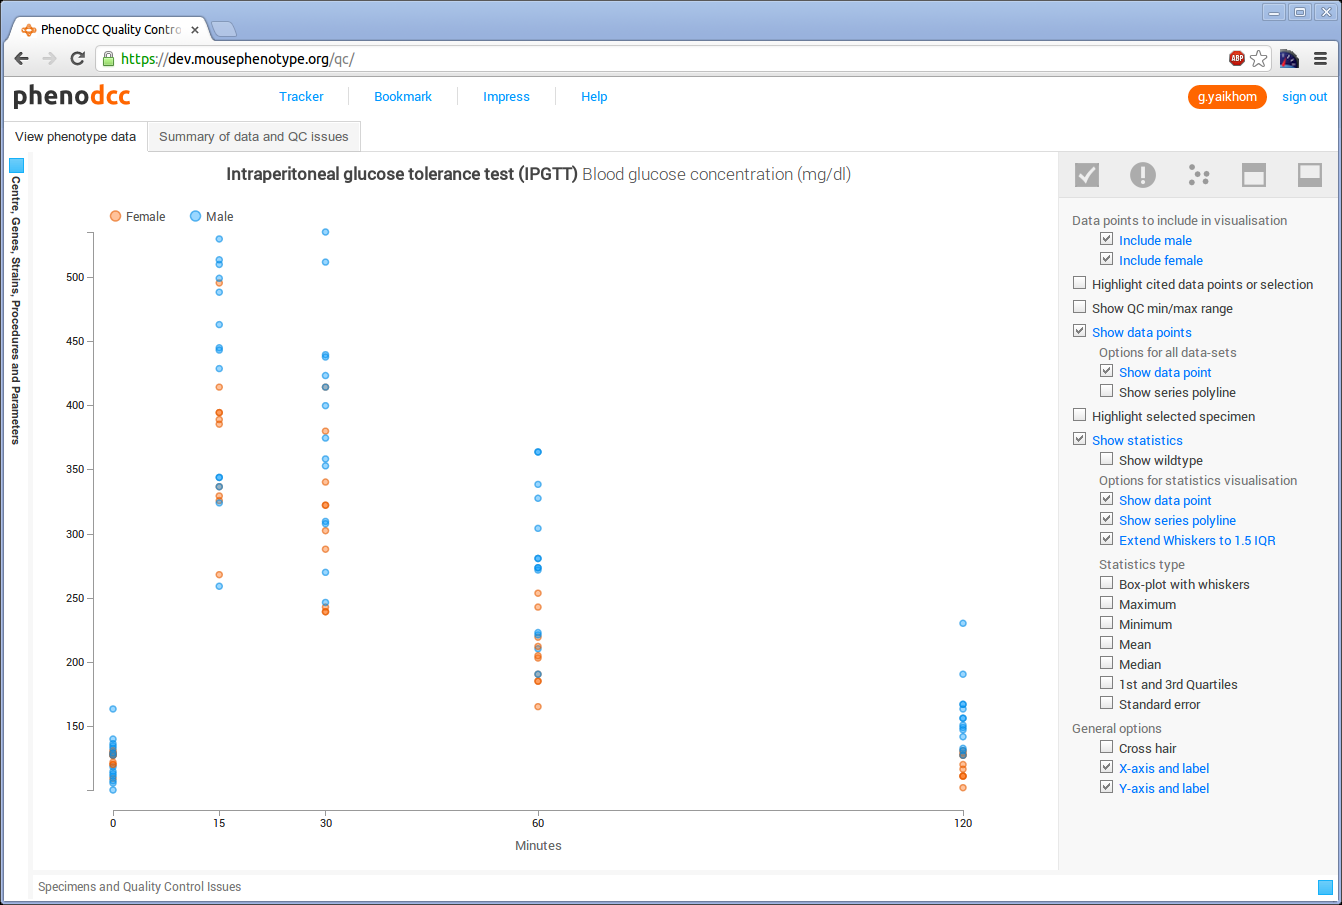 PhenoDCC Quality Contro
https://dev.mousephenotype.org/qc/
ABP
phenodcc
Tracker
Bookmark
Impress
Help
g.yaikhom
sign out
View phenotype data
Summary of data and QC issues
Centre, Genes, Strains, Procedures and Parameters
Intraperitoneal glucose tolerance test (IPGTT) Blood glucose concentration (mg/dl)
Female
Male
500
450
400
350
300
250
200
150
0
15
30
60
120
Minutes
Data points to include in visualisation
Include male
Include female
Highlight cited data points or selection
Show QC min/max range
Show data points
Options for all data-sets
Show data point
Show series polyline
Highlight selected specimen
Show statistics
Show wildtype
Options for statistics visualisation
Show data point
Show series polyline
Extend Whiskers to 1.5 IQR
Statistics type
Box-plot with whiskers
Maximum
Minimum
Mean
Median
1st and 3rd Quartiles
Standard error
General options
Cross hair
X-axis and label
Y-axis and label
Specimens and Quality Control Issues